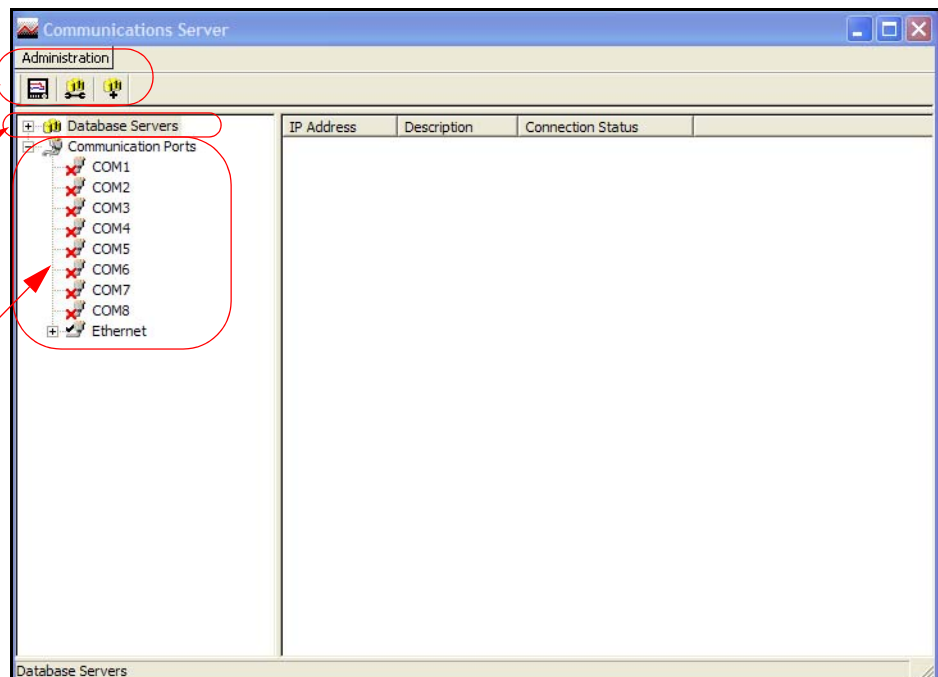 Communications Server
Administration
Database Servers
Communication Ports
COM1
COM2
COM3
COM4
COM5
COM6
COM7
COM8
Ethernet
IP Address Description Connection Status
Database Servers